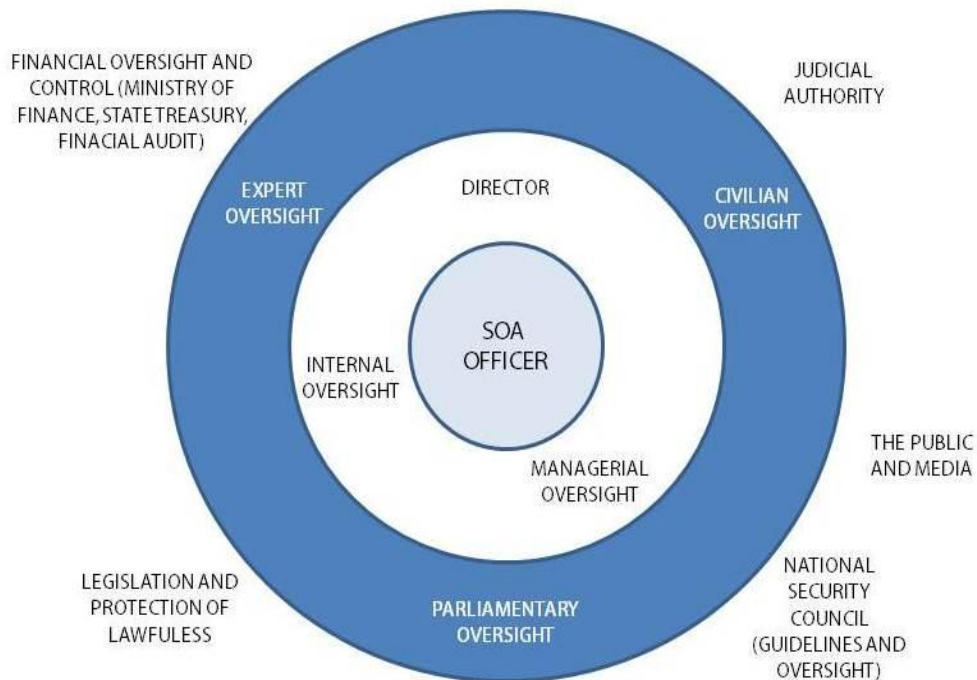 FINANCIAL OVERSIGHT AND
CONTROL (MINISTRY OF
FINANCE, STATE TREASURY,
FINACIAL AUDIT)
JUDICIAL
AUTHORITY
EXPERT
OVERSIGHT
DIRECTOR
CIVILIAN
OVERSIGHT
SOA
OFFICER
INTERNAL
OVERSIGHT
MANAGERIAL
OVERSIGHT
THE PUBLIC
AND MEDIA
LEGISLATION AND
PROTECTION OF
LAWFULESS
PARLIAMENTARY
OVERSIGHT
NATIONAL
SECURITY
COUNCIL
(GUIDELINES AND
OVERSIGHT)